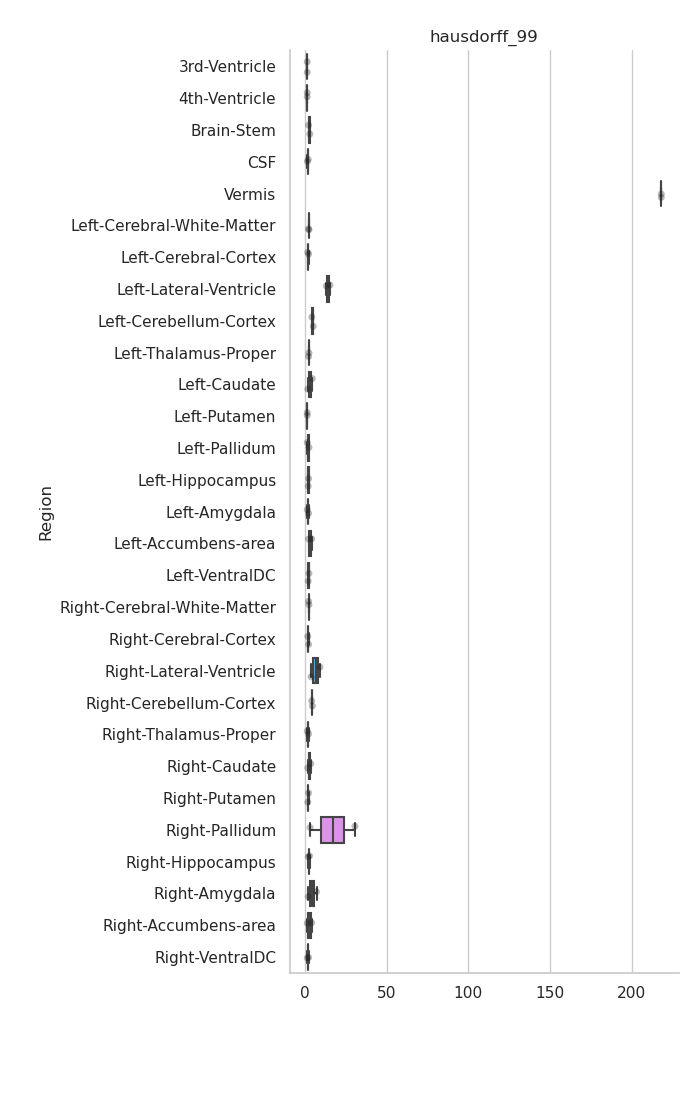 hausdorff_99
3rd-Ventricle
4th-Ventricle
Brain-Stem
CSF
Vermis
Left-Cerebral-White-Matter
Left-Cerebral-Cortex
Left-Lateral-Ventricle
Left-Cerebellum-Cortex
Left-Thalamus-Proper
Left-Caudate
Left-Putamen
Left-Pallidum
Left-Hippocampus
Left-Amygdala
Left-Accumbens-area
Left-VentralDC
Right-Cerebral-White-Matter
Right-Cerebral-Cortex
Right-Lateral-Ventricle
Right-Cerebellum-Cortex
Right-Thalamus-Proper
Right-Caudate
Right-Putamen
Right-Pallidum
Right-Hippocampus
Right-Amygdala
Right-Accumbens-area
Right-VentralDC
Region
0 50 100 150 200